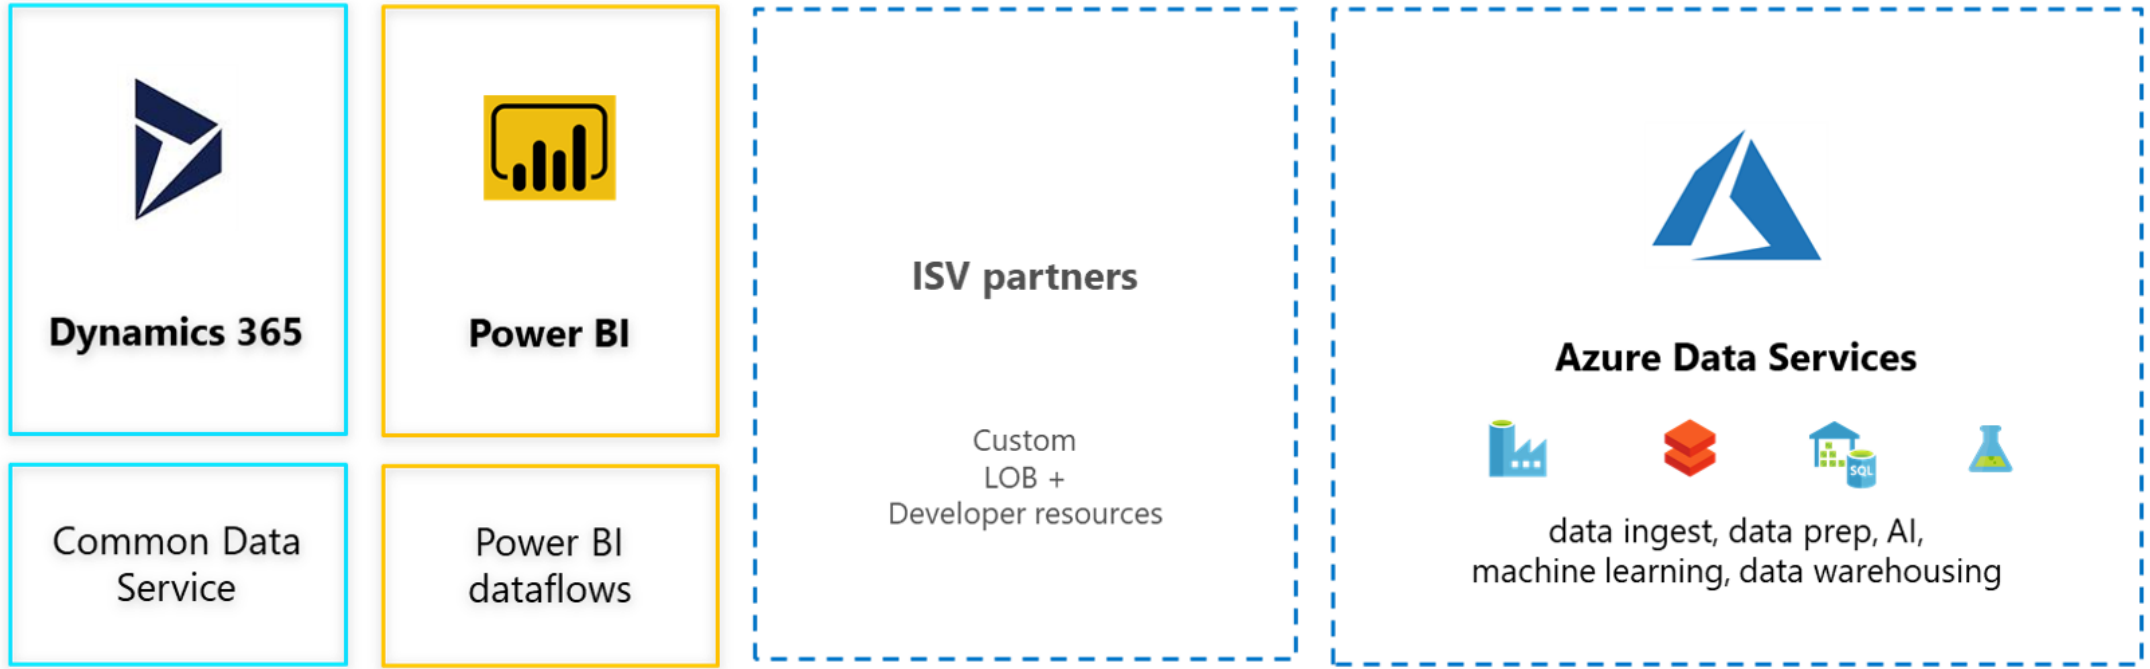 Dynamics 365
Common Data
Service
Power BI
Power BI
dataflows
ISV partners
Custom
LOB +
Developer resources
Azure Data Services
SQL
data ingest, data prep, AI,
machine learning, data warehousing